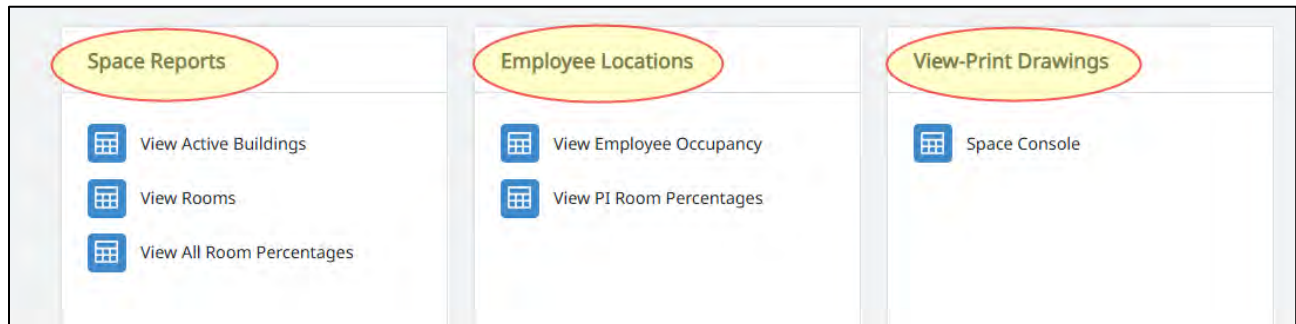 Space Reports
View Active Buildings
View Rooms
View All Room Percentages
Employee Locations
View Employee Occupancy
View PI Room Percentages
View-Print Drawings
Space Console